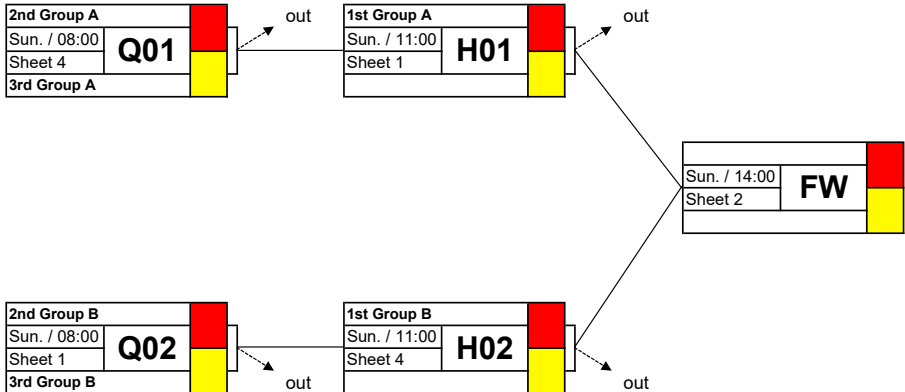 2nd Group A
Sun. / 08:00
Q01
Sheet 4
3rd Group A
out
1st Group A
Sun. / 11:00
H01
Sheet 1
out
Sun. / 14:00
FW
Sheet 2
2nd Group B
Sun. / 08:00
Q02
Sheet 1
3rd Group B
out
1st Group B
Sun. / 11:00
H02
Sheet 4
out